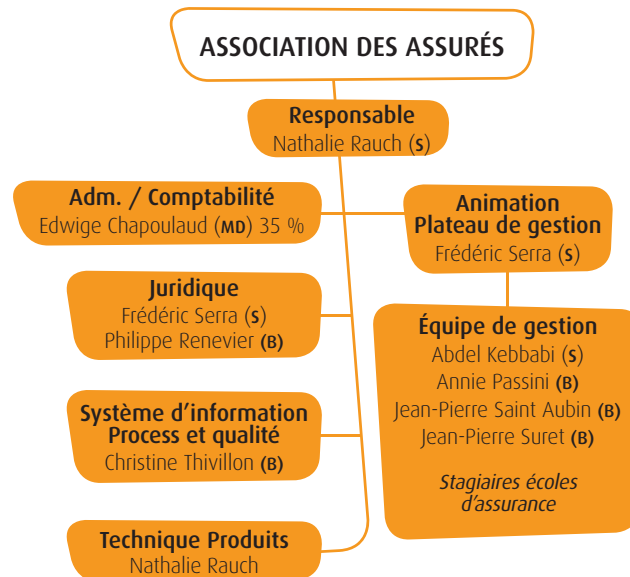 ASSOCIATION DES ASSURÉS
Responsable
Nathalie Rauch (s)
Adm. / Comptabilité
Edwige Chapoulaud (MD) 35 %
Animation
Plateau de gestion
Frédéric Serra (s)
Juridique
Frédéric Serra (s)
Philippe Renevier (B)
Équipe de gestion
Abdel Kebbabi (s)
Annie Passini (B)
Jean-Pierre Saint Aubin (B)
Jean-Pierre Suret (B)
Stagiaires écoles
d’assurance
Système d’information
Process et qualité
Christine Thivillon (B)
Technique Produits
Nathalie Rauch